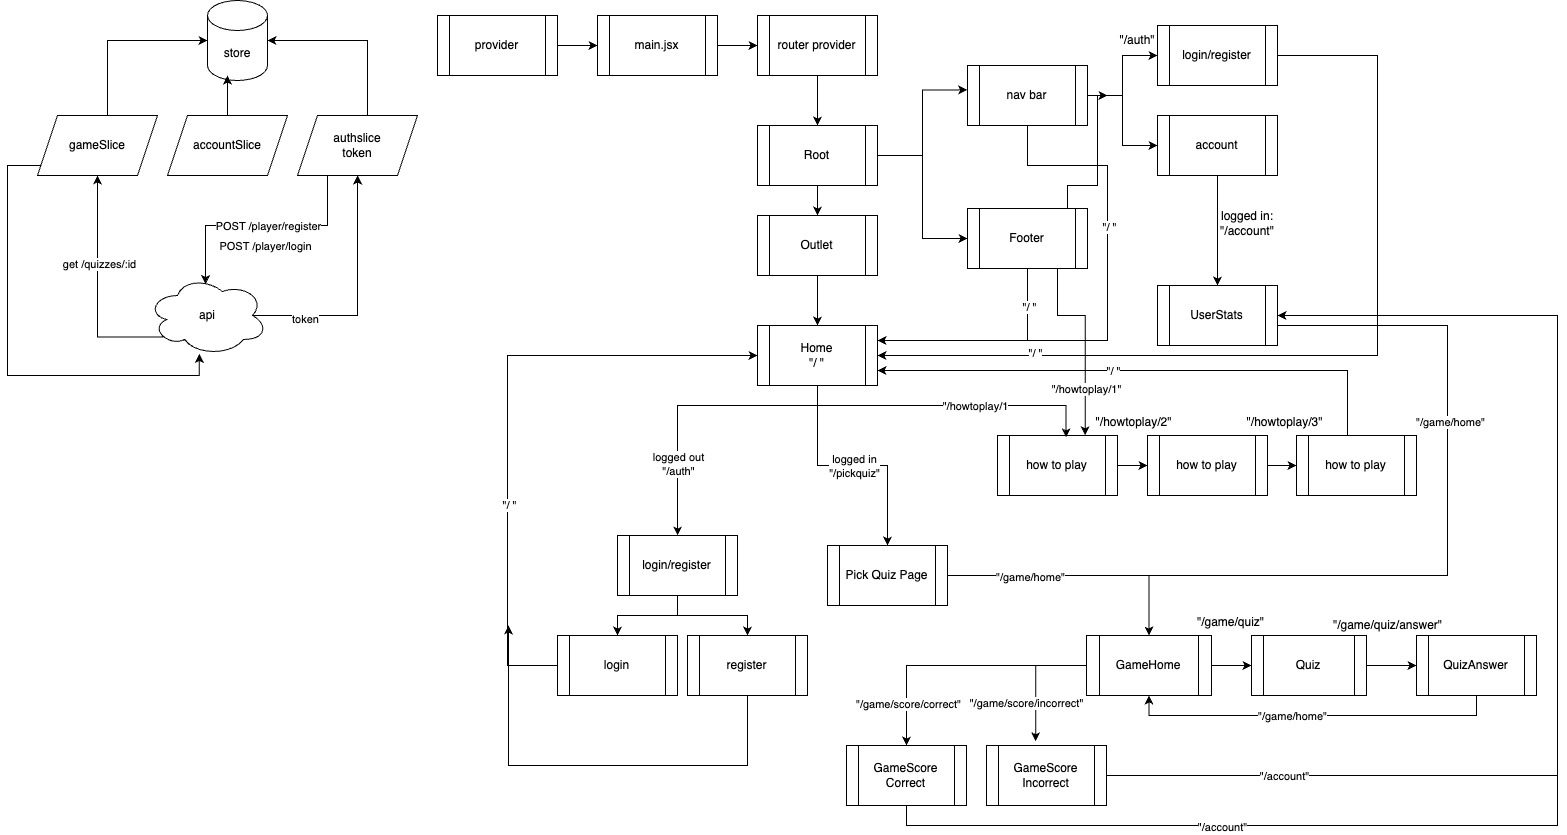 store
gameSlice
accountSlice
authslice
token
POST /player/register
POST /player/login
get /quizzes/:id
api
token
provider
main.jsx
router provider
nav bar
"/auth"
login/register
Root
account
Outlet
Footer
"/ "
logged in:
"/account"
"/ "
UserStats
Home
"/ "
"/ "
"/ "
"/howtoplay/1"
"/howtoplay/1
"/howtoplay/2"
"/howtoplay/3"
"/game/home"
how to play
how to play
how to play
logged out
"/auth"
logged in
"/pickquiz"
"/ "
login/register
Pick Quiz Page
"/game/home"
login
register
"/game/quiz"
"/game/quiz/answer"
GameHome
Quiz
QuizAnswer
"/game/score/correct"
"/game/score/incorrect"
"/game/home"
GameScore
Correct
GameScore
Incorrect
"/account"
"/account"